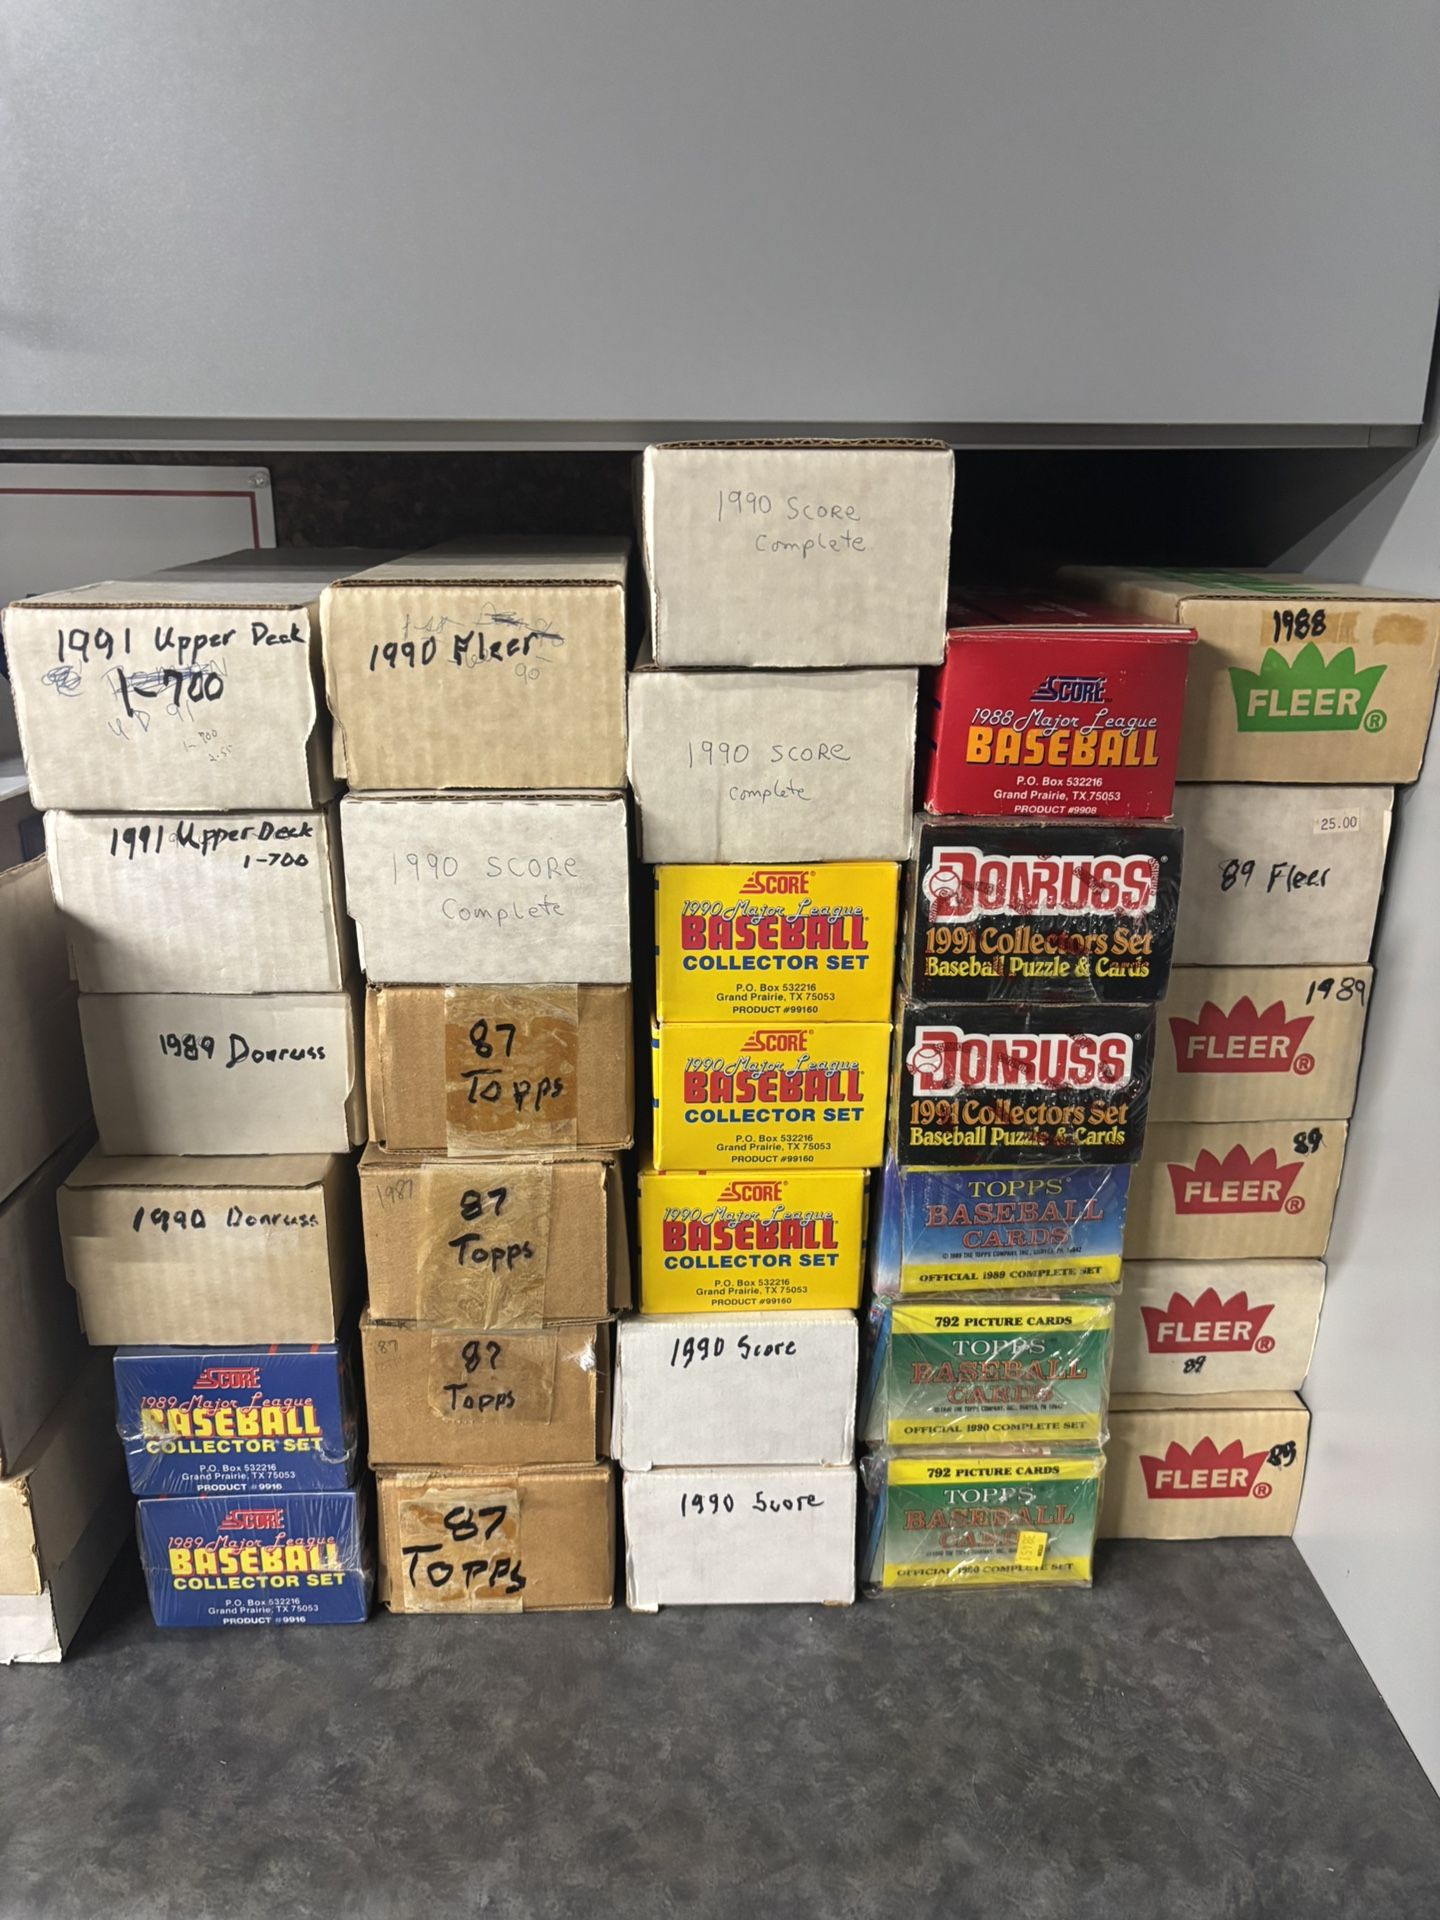 1991 Upper Deck
1-700
UD 91
1-700
1991 Upper Deck
1-700
1989 Donruss
1990 Donruss
SCORE
1989 Major League
BASEBALL
COLLECTOR SET
P.O. Box 532216
Grand Prairie, TX 75053
PRODUCT #9916
SCORE
1989 Major League
BASEBALL
COLLECTOR SET
P.O. Box 532216
Grand Prairie, TX 75053
PRODUCT #9916
1990 Fleer
90
1990 SCORE
Complete
87
Topps
1987
87
Topps
87
87
Topps
87
Topps
1990 SCORE
Complete
1990 SCORE
Complete
SCORE®
1990 Major League
BASEBALL
COLLECTOR SET
P.O. Box 532216
Grand Prairie, TX 75053
PRODUCT #99160
SCORE®
1990 Major League
BASEBALL
COLLECTOR SET
P.O. Box 532216
Grand Prairie, TX 75053
PRODUCT #99160
SCORE®
1990 Major League
BASEBALL
COLLECTOR SET
P.O. Box 532216
Grand Prairie, TX 75053
PRODUCT #99160
1990 Score
1990 Score
SCORE
1988 Major League
BASEBALL
P.O. Box 532216
Grand Prairie, TX 75053
PRODUCT #9908
DONRUSS®
1991 Collectors Set
Baseball Puzzle & Cards
DONRUSS®
1991 Collectors Set
Baseball Puzzle & Cards
TOPPS®
BASEBALL
CARDS
OFFICIAL 1989 COMPLETE SET
792 PICTURE CARDS
TOPPS
BASEBALL
CARDS
OFFICIAL 1990 COMPLETE SET
792 PICTURE CARDS
TOPPS
BASEBALL
CARDS
OFFICIAL 1990 COMPLETE SET
1988
FLEER®
25.00
89 Fleer
1989
FLEER®
89
FLEER®
FLEER®
89
FLEER®
89